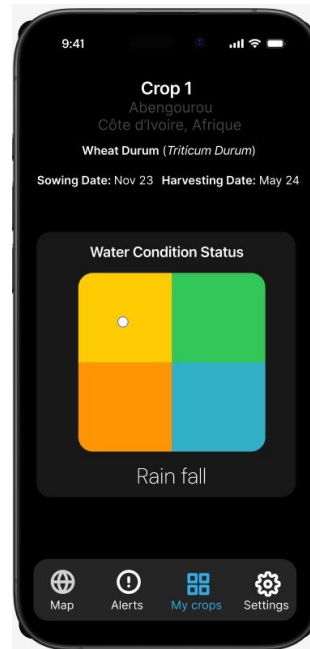 9:41
Crop 1
Abengourou
Côte d'Ivoire, Afrique
Wheat Durum (Triticum Durum)
Sowing Date: Nov 23 Harvesting Date: May 24
Water Condition Status
Rain fall
Map Alerts My crops Settings